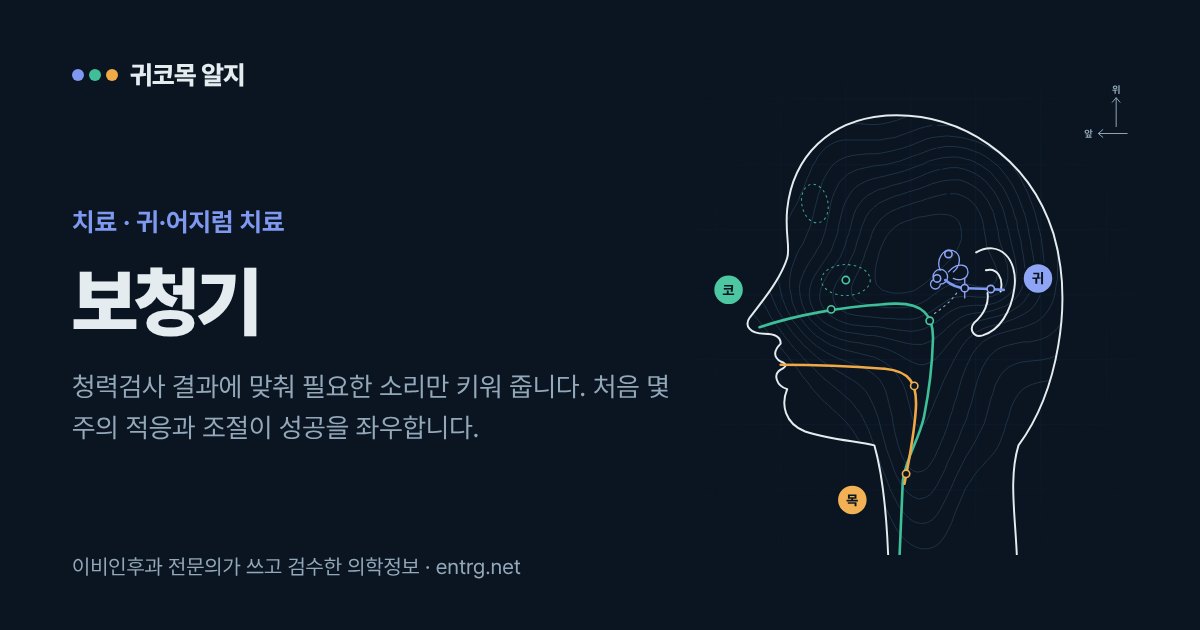 귀코목 알지
치료 · 귀·어지럼 치료
보청기
청력검사 결과에 맞춰 필요한 소리만 키워 줍니다. 처음 몇
주의 적응과 조절이 성공을 좌우합니다.
이비인후과 전문의가 쓰고 검수한 의학정보 · entrg.net
위
앞
코
귀
목